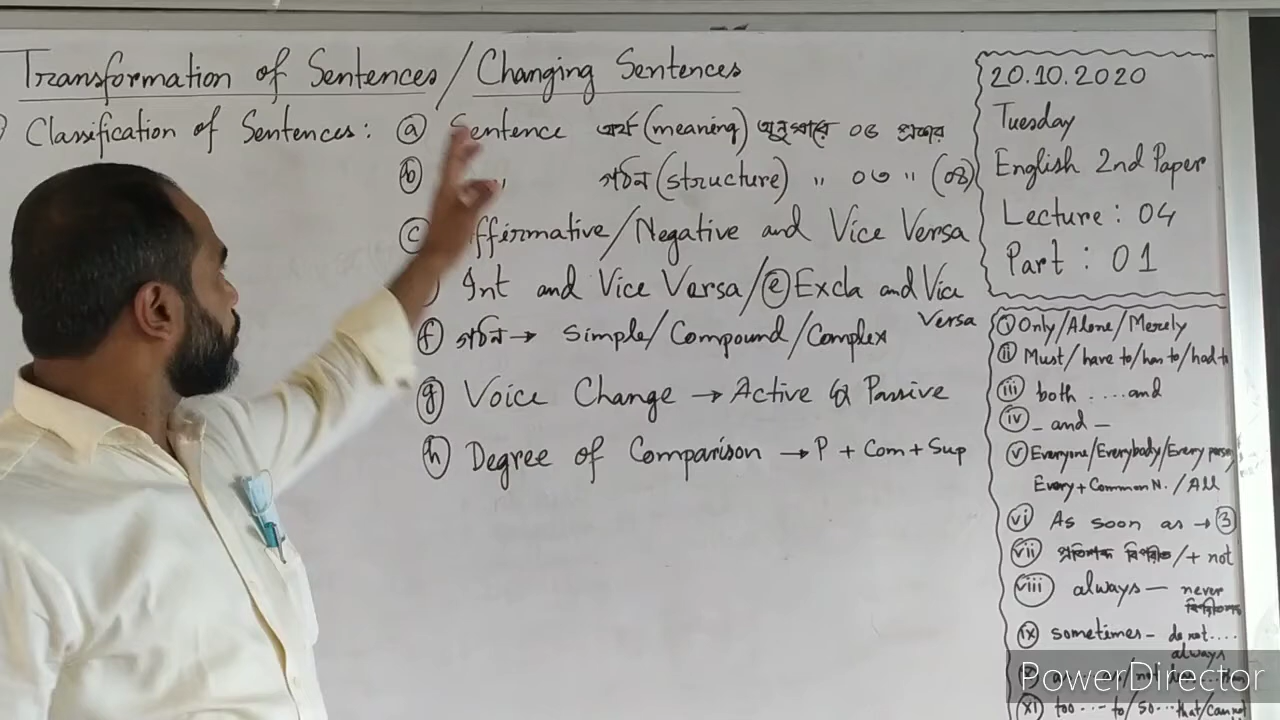 Transformation of Sentences/Changing Sentences
Classification of Sentences: ⓐ Sentence অর্থ (meaning) অনুসারে ০৫ প্রকার
ⓑ " গঠন (structure) " ০৩ " (০৪)
ⓒ Affirmative/Negative and Vice Versa
Int and Vice Versa/ⓔ Excla and Vice Versa
ⓕ গঠন → Simple/Compound/Complex
ⓖ Voice Change → Active & Passive
ⓗ Degree of Comparison → P + Com + Sup
20.10.2020
Tuesday
English 2nd Paper
Lecture: 04
Part : 01
ⓘ Only/Alone/Merely
ii Must/have to/has to/had to
iii both ....and
iv _ and _
v Everyone/Everybody/Every person
Every + Common N. / All
vi As soon as → ③
vii বিপরীত /+ not
viii always — never
ix sometimes - do not.... always
xi too...to/so...that/cannot
PowerDirector